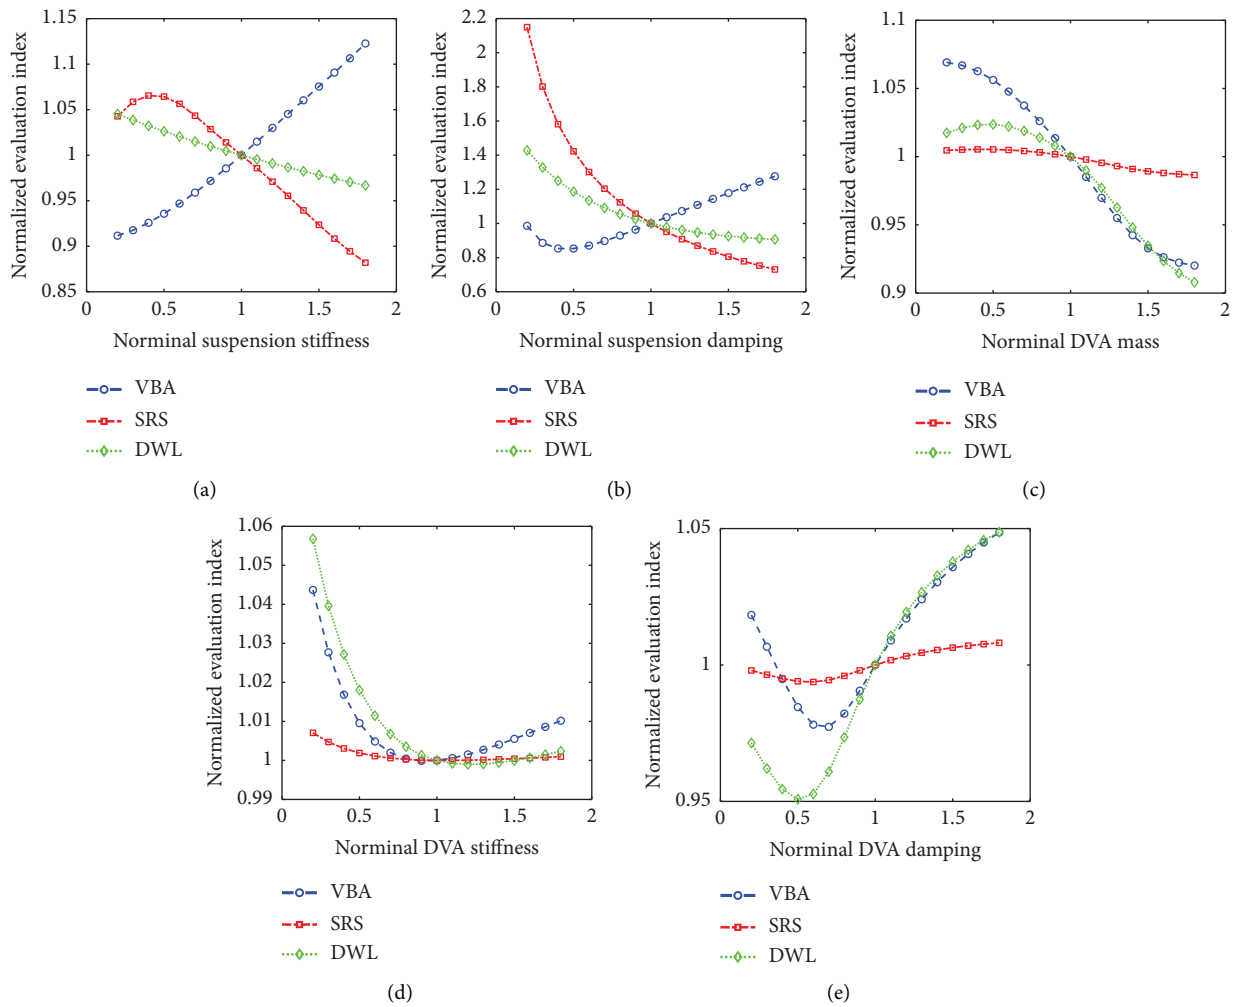 1.15
1.1
1.05
1
0.95
0.9
0.85
0
0.5
1
1.5
2
Normalized evaluation index
Norminal suspension stiffness
VBA
SRS
DWL
(a)
2.2
2
1.8
1.6
1.4
1.2
1
0.8
0.6
0
0.5
1
1.5
2
Normalized evaluation index
Norminal suspension damping
VBA
SRS
DWL
(b)
1.1
1.05
1
0.95
0.9
0
0.5
1
1.5
2
Normalized evaluation index
Norminal DVA mass
VBA
SRS
DWL
(c)
1.06
1.05
1.04
1.03
1.02
1.01
1
0.99
0
0.5
1
1.5
2
Normalized evaluation index
Norminal DVA stiffness
VBA
SRS
DWL
(d)
1.05
1
0.95
0
0.5
1
1.5
2
Normalized evaluation index
Norminal DVA damping
VBA
SRS
DWL
(e)